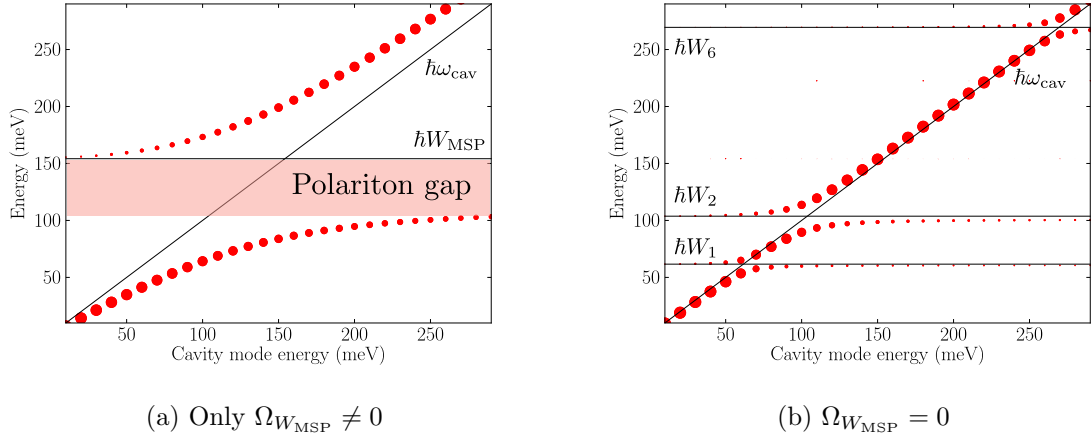 250
200
150
100
50
Energy (meV)
ħω_cav
ħW_MSP
Polariton gap
50 100 150 200 250
Cavity mode energy (meV)
(a) Only Ω_{W_MSP} ≠ 0
250
200
150
100
50
Energy (meV)
ħW_6
ħω_cav
ħW_2
ħW_1
50 100 150 200 250
Cavity mode energy (meV)
(b) Ω_{W_MSP} = 0